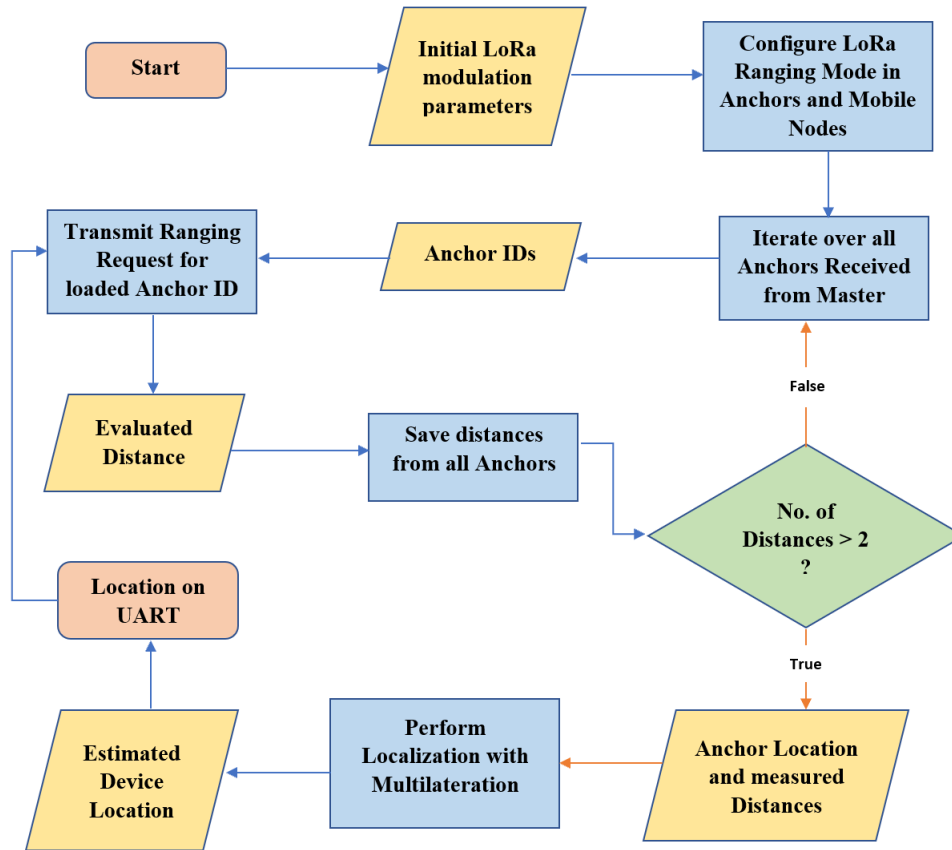 Start
Initial LoRa
modulation
parameters
Configure LoRa
Ranging Mode in
Anchors and Mobile
Nodes
Iterate over all
Anchors Received
from Master
Anchor IDs
Transmit Ranging
Request for
loaded Anchor ID
Evaluated
Distance
Save distances
from all Anchors
False
No. of
Distances > 2
?
True
Anchor Location
and measured
Distances
Perform
Localization with
Multilateration
Estimated
Device
Location
Location on
UART